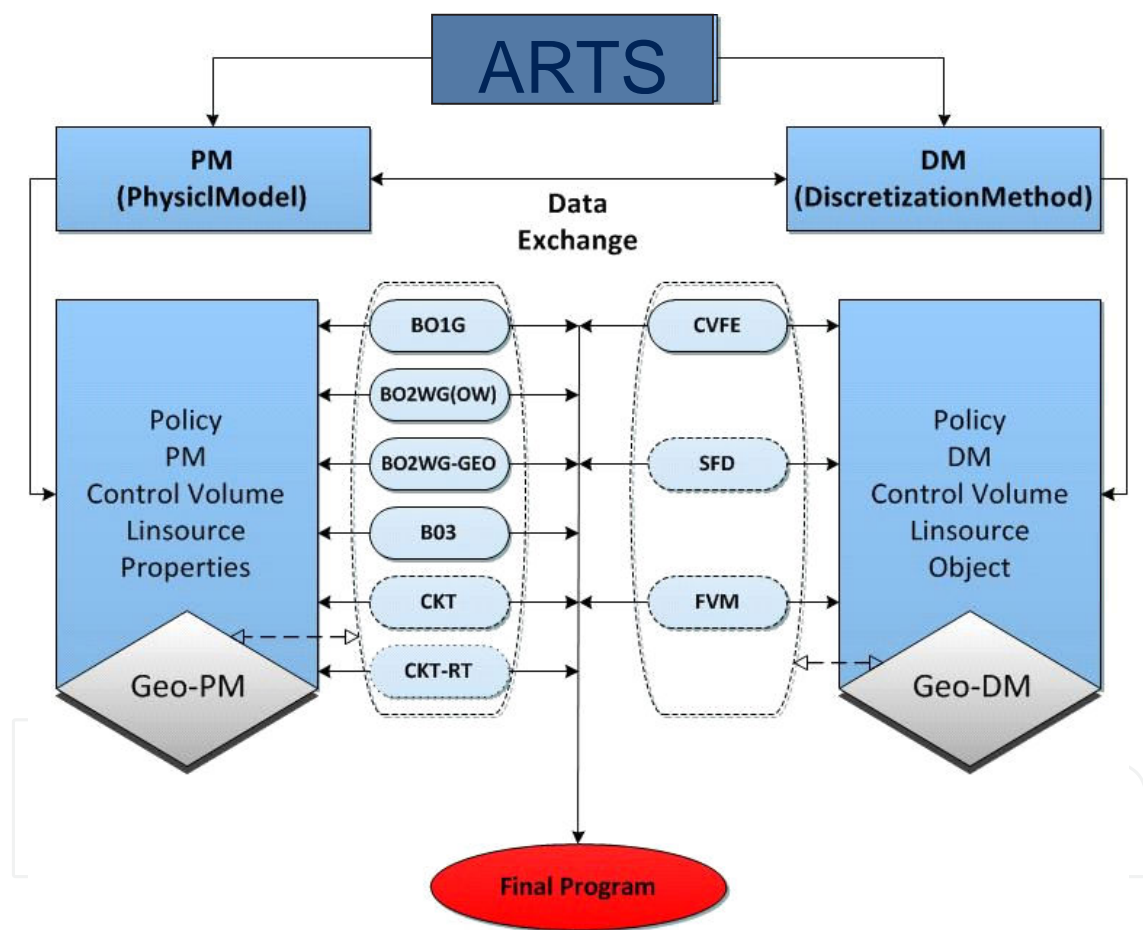 ARTS
PM
(PhysiclModel)
DM
(DiscretizationMethod)
Data
Exchange
Policy
PM
Control Volume
Linsource
Properties
Geo-PM
BO1G
BO2WG(OW)
BO2WG-GEO
B03
CKT
CKT-RT
CVFE
SFD
FVM
Policy
DM
Control Volume
Linsource
Object
Geo-DM
Final Program